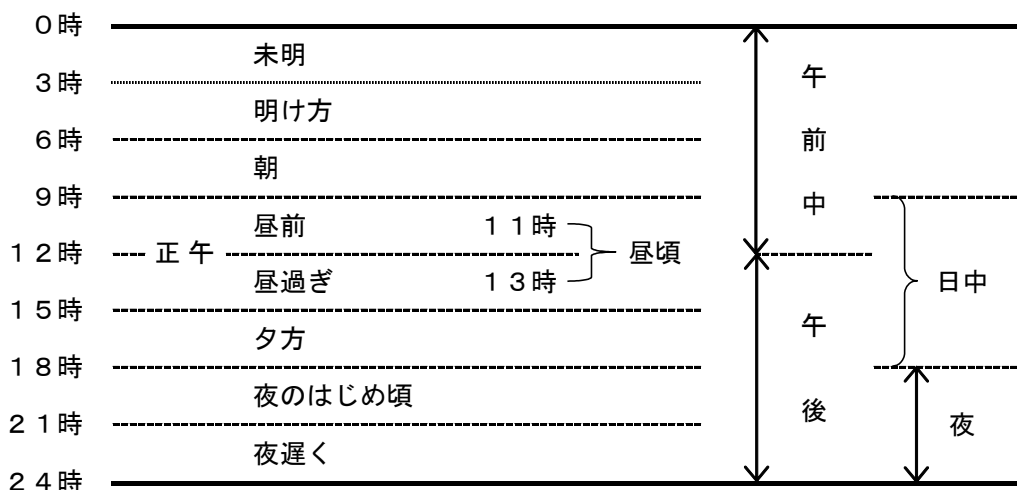 ０時
未明
３時
午
明け方
６時
前
朝
９時
中
昼前 １１時
１２時 正午 昼頃
昼過ぎ １３時 日中
１５時
午
夕方
１８時
夜のはじめ頃
後
２１時 夜
夜遅く
２４時